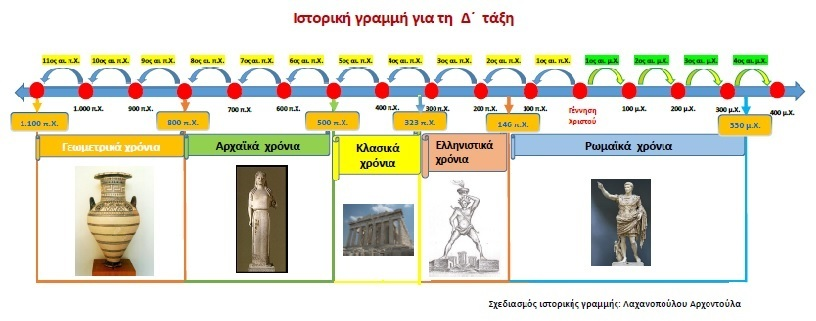 Ιστορική γραμμή για τη Δ΄ τάξη
11ος αι. π.Χ. 10ος αι. π.Χ. 9ος αι. π.Χ. 8ος αι. π.Χ. 7ος αι. π.Χ. 6ος αι. π.Χ. 5ος αι. π.Χ. 4ος αι. π.Χ. 3ος αι. π.Χ. 2ος αι. π.Χ. 1ος αι. π.Χ. 1ος αι. μ.Χ. 2ος αι. μ.Χ. 3ος αι. μ.Χ. 4ος αι. μ.Χ.
1.000 π.Χ. 900 π.Χ. 700 π.Χ. 600 π.Χ. 400 π.Χ. 300 π.Χ. 200 π.Χ. 100 π.Χ. Γέννηση Χριστού 100 μ.Χ. 200 μ.Χ. 300 μ.Χ. 400 μ.Χ.
1.100 π.Χ. 800 π.Χ. 500 π.Χ. 323 π.Χ. 146 π.Χ. 330 μ.Χ.
Γεωμετρικά χρόνια
Αρχαϊκά χρόνια
Κλασικά
χρόνια
Ελληνιστικά
χρόνια
Ρωμαϊκά χρόνια
Σχεδιασμός ιστορικής γραμμής: Λαχανοπούλου Αρχοντούλα